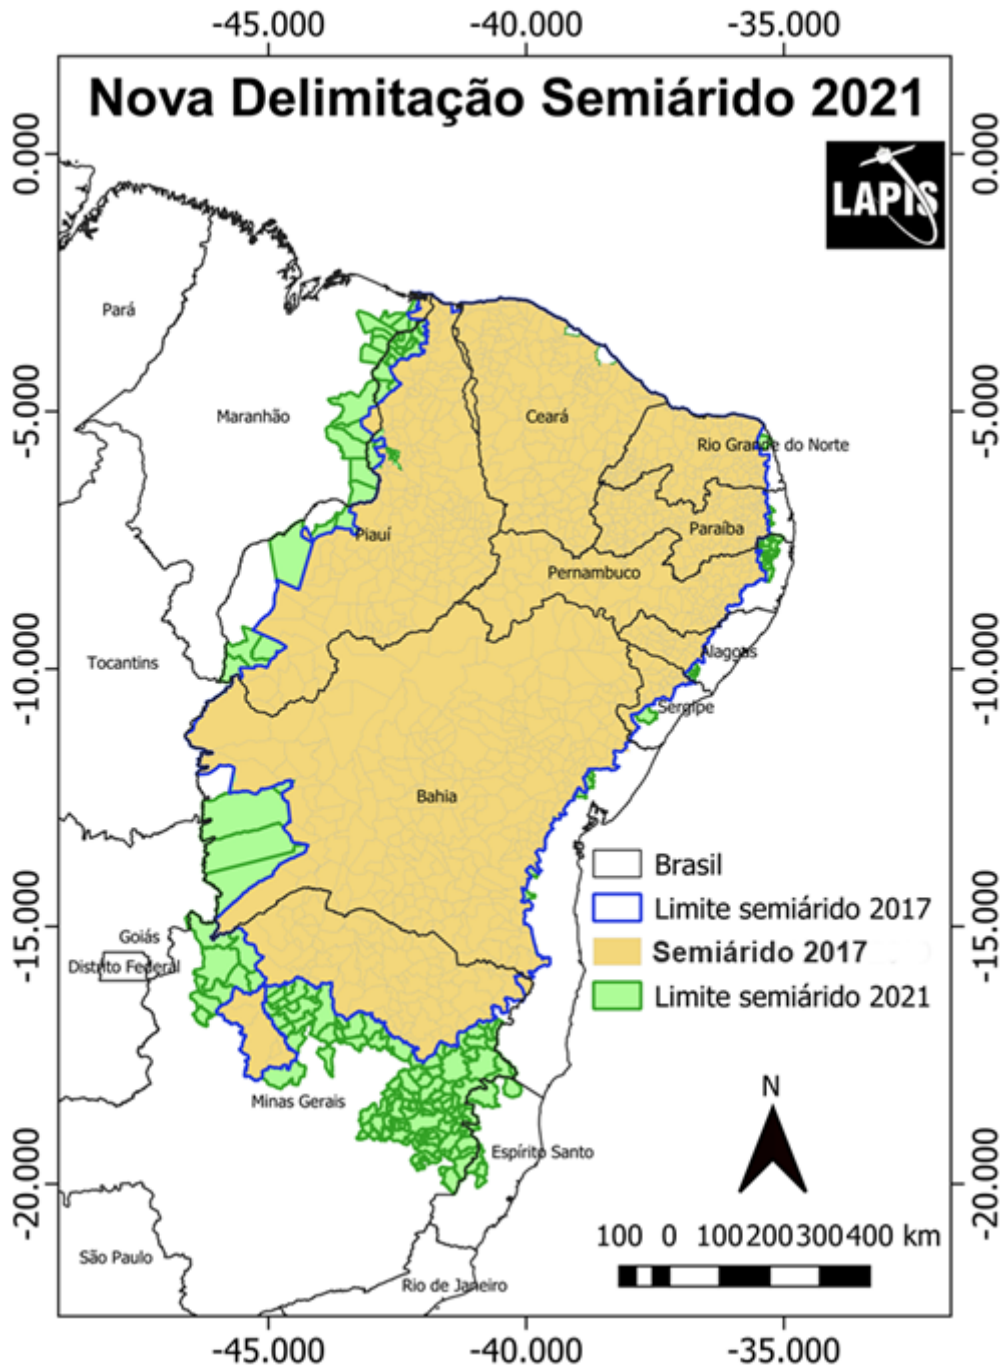 -45.000 -40.000 -35.000
Nova Delimitação Semiárido 2021
0.000
0.000
LAPIS
Pará
Maranhão
Ceará
-5.000
-5.000
Rio Grande do Norte
Paraíba
Piauí
Pernambuco
Alagoas
Tocantins
-10.000
-10.000
Sergipe
Bahia
Brasil
Limite semiárido 2017
Semiárido 2017
Limite semiárido 2021
-15.000
-15.000
Goiás
Distrito Federal
N
Minas Gerais
Espírito Santo
-20.000
-20.000
100 0 100 200 300 400 km
São Paulo
Rio de Janeiro
-45.000 -40.000 -35.000